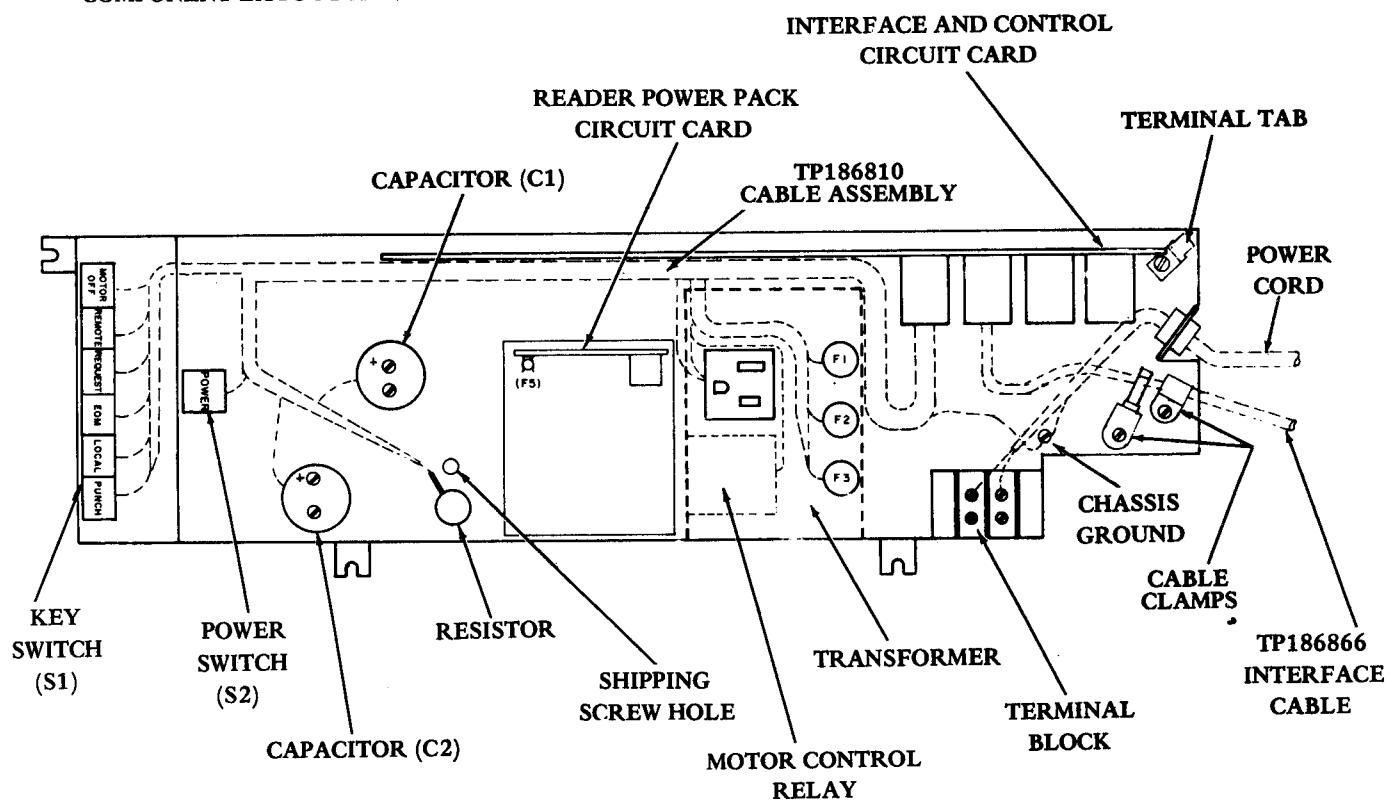 INTERFACE AND CONTROL
CIRCUIT CARD
READER POWER PACK
CIRCUIT CARD
TERMINAL TAB
CAPACITOR (C1)
TP186810
CABLE ASSEMBLY
POWER
CORD
MOTOR
OFF
REMOTE
REQUEST
EOM
LOCAL
PUNCH
POWER
+
(F5)
F1
F2
F3
+
CHASSIS
GROUND
CABLE
CLAMPS
KEY
SWITCH
(S1)
POWER
SWITCH
(S2)
RESISTOR
SHIPPING
SCREW HOLE
TRANSFORMER
TP186866
INTERFACE
CABLE
CAPACITOR (C2)
MOTOR CONTROL
RELAY
TERMINAL
BLOCK